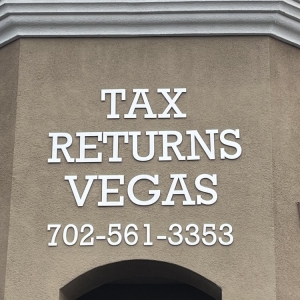 TAX
RETURNS
VEGAS
702-561-3353